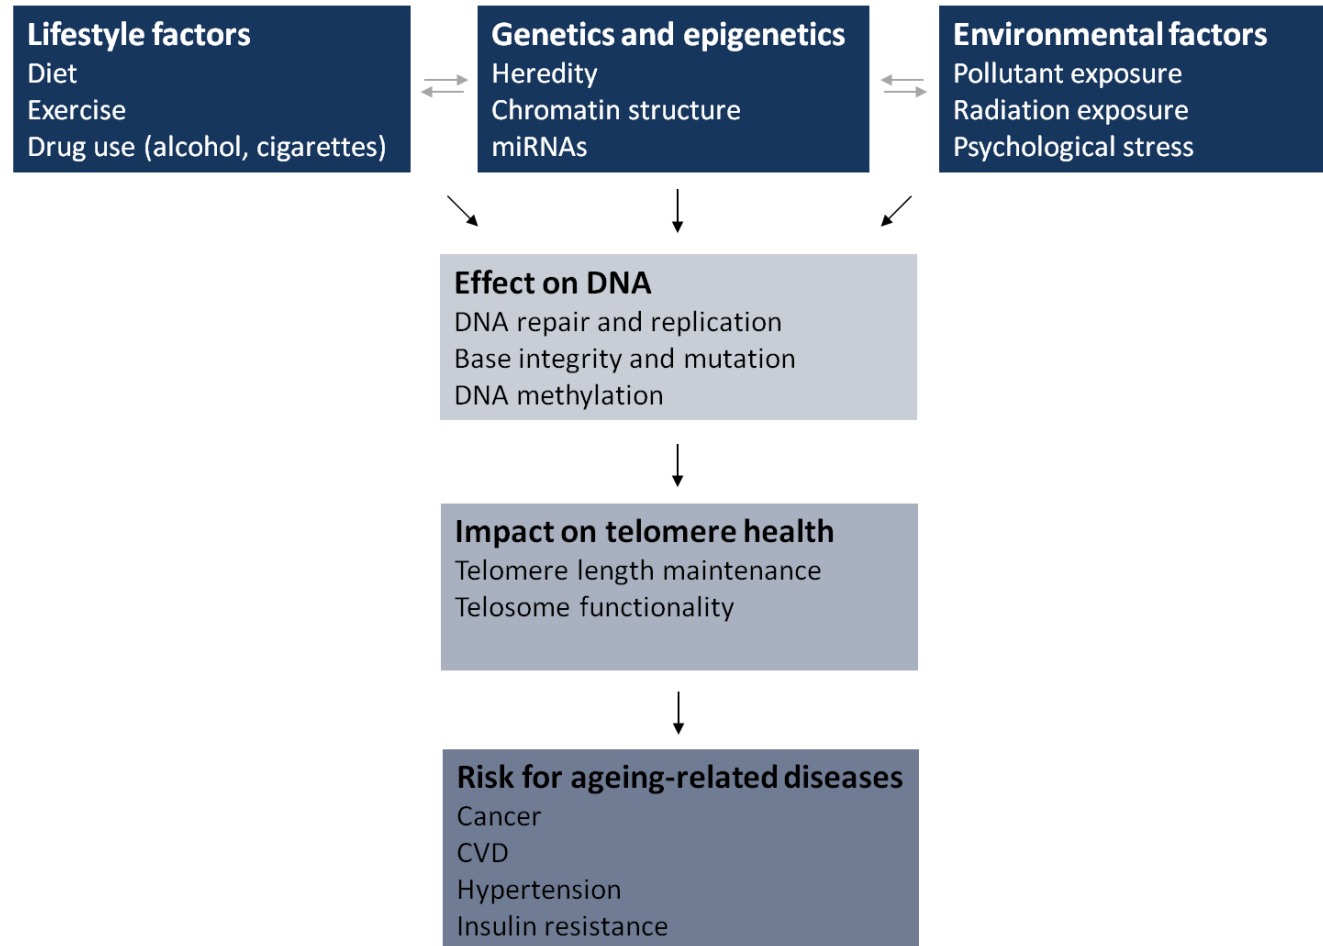 Lifestyle factors
Diet
Exercise
Drug use (alcohol, cigarettes)
Genetics and epigenetics
Heredity
Chromatin structure
miRNAs
Environmental factors
Pollutant exposure
Radiation exposure
Psychological stress
Effect on DNA
DNA repair and replication
Base integrity and mutation
DNA methylation
Impact on telomere health
Telomere length maintenance
Telosome functionality
Risk for ageing-related diseases
Cancer
CVD
Hypertension
Insulin resistance